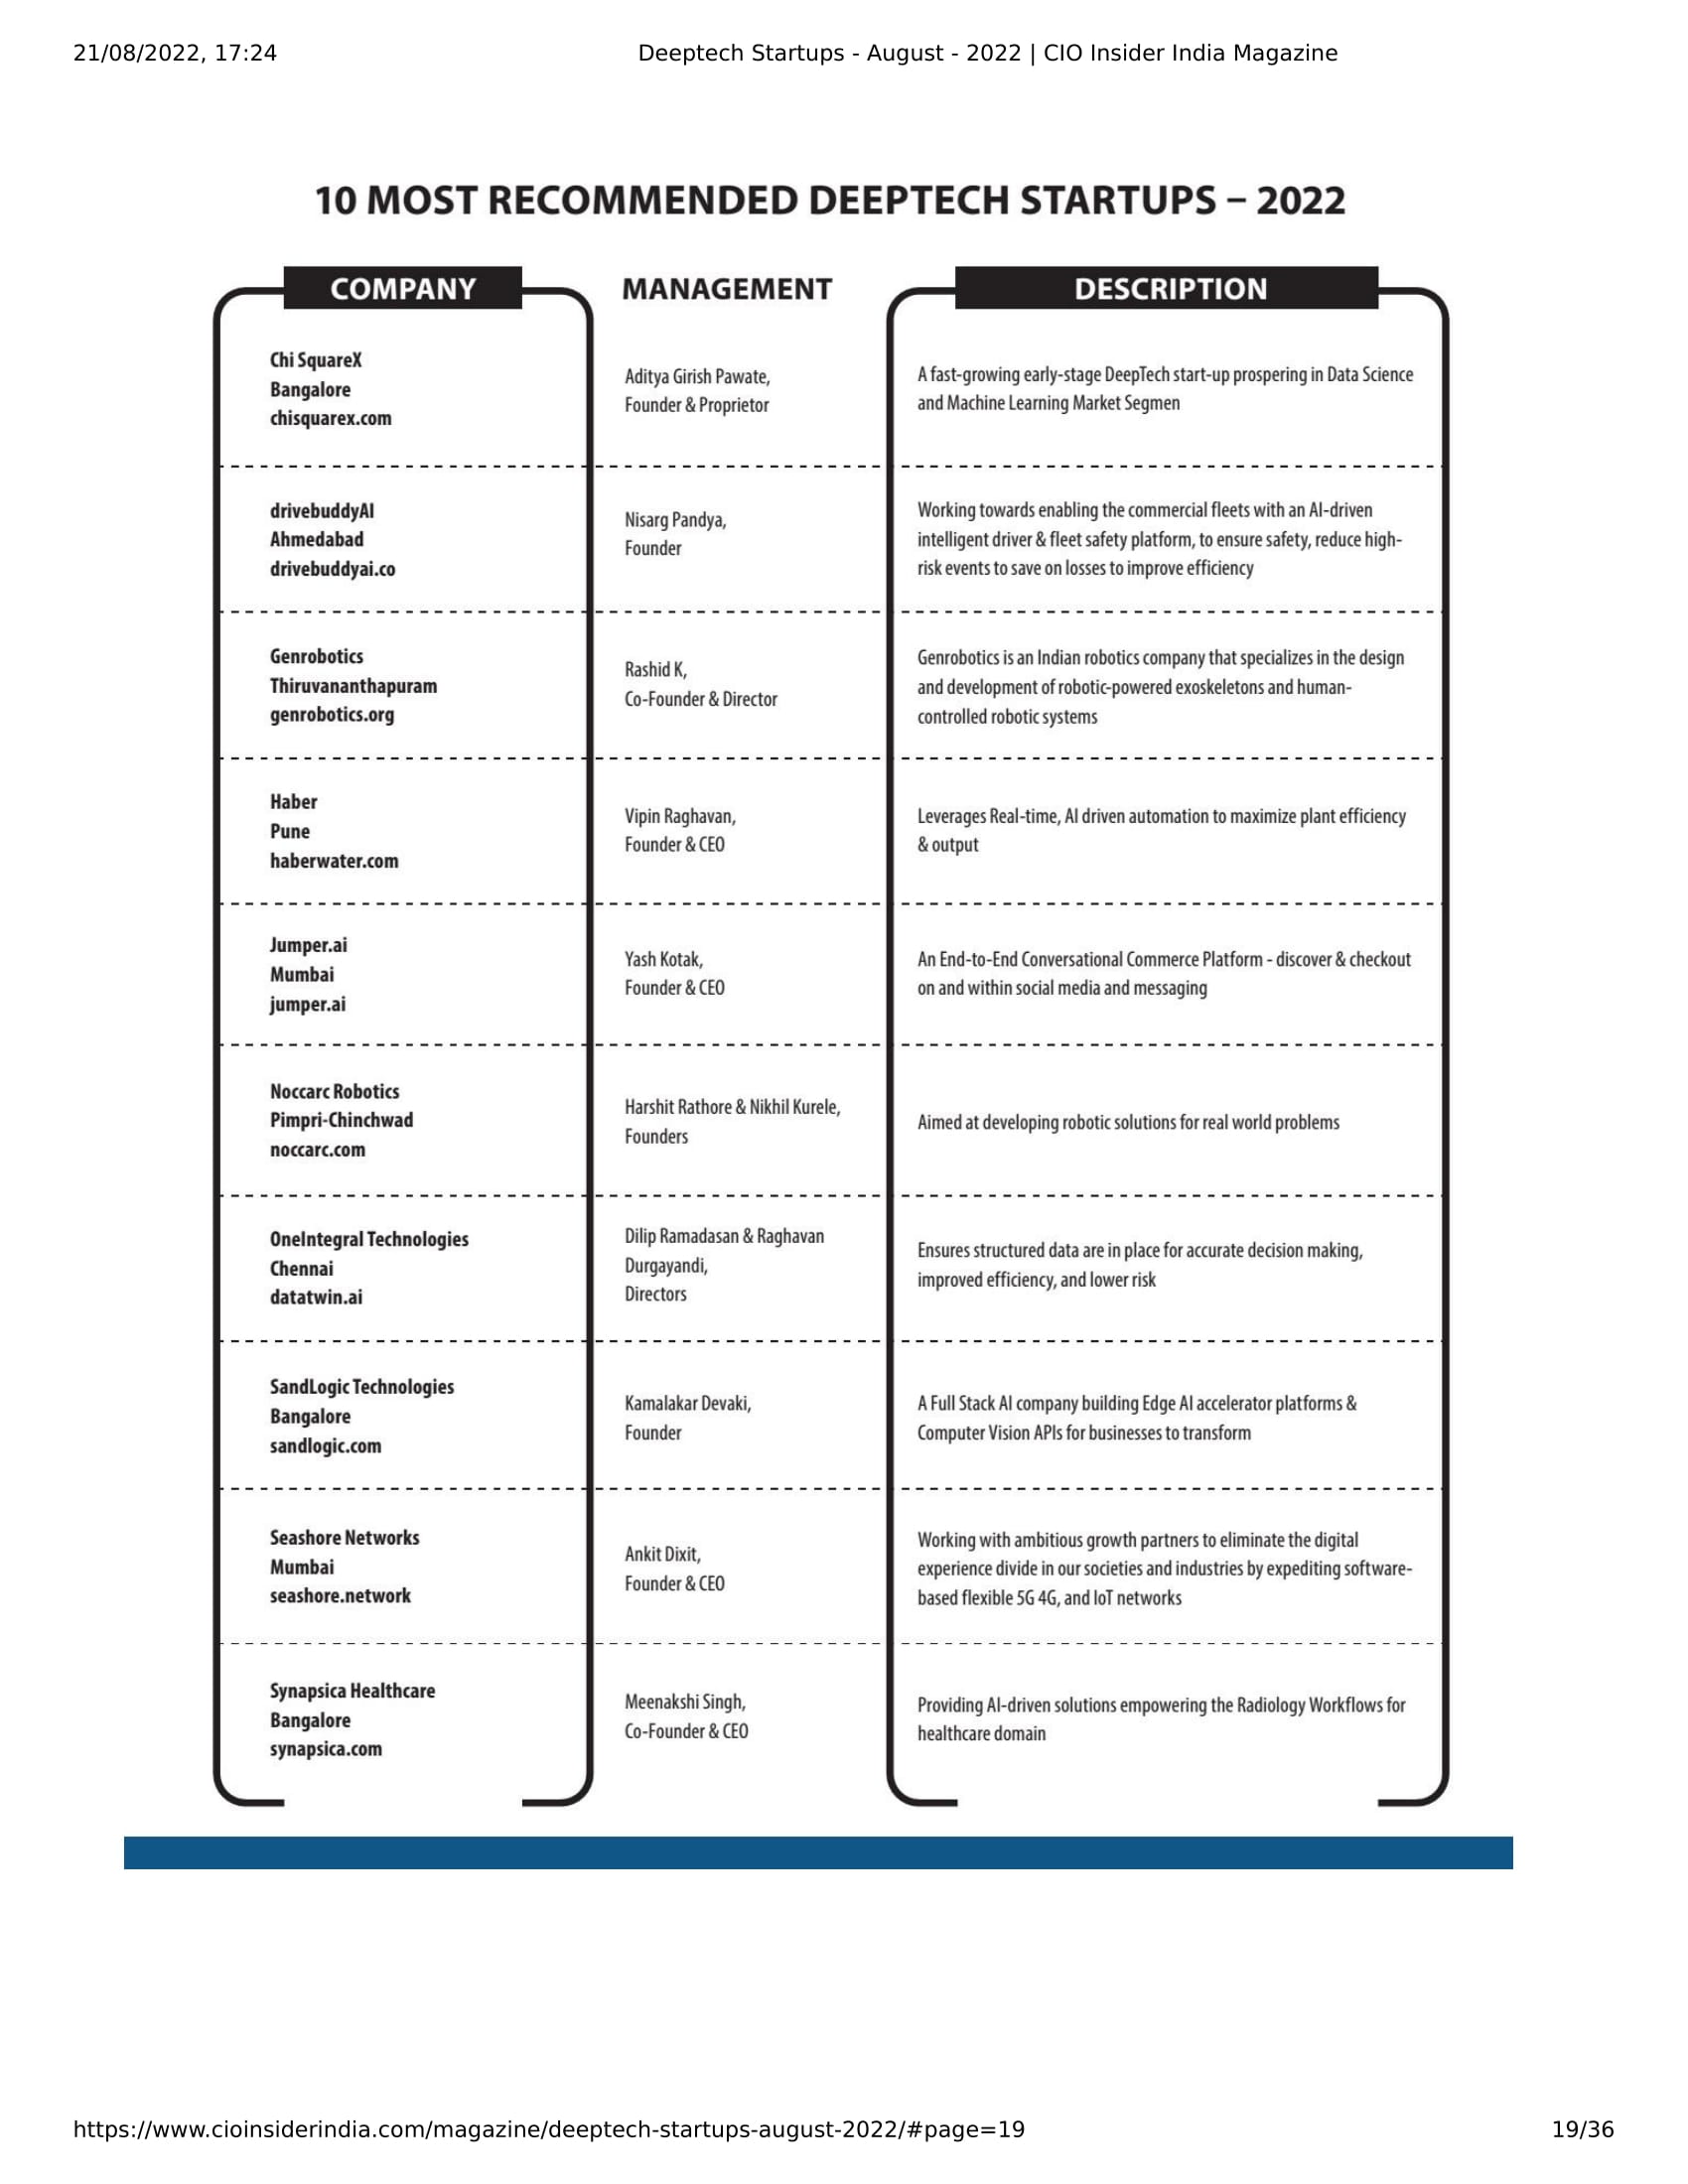 21/08/2022, 17:24
Deeptech Startups - August - 2022 | CIO Insider India Magazine
10 MOST RECOMMENDED DEEPTECH STARTUPS – 2022
COMPANY
MANAGEMENT
DESCRIPTION
Chi SquareX
Bangalore
chisquarex.com
Aditya Girish Pawate,
Founder & Proprietor
A fast-growing early-stage DeepTech start-up prospering in Data Science
and Machine Learning Market Segmen
drivebuddyAI
Ahmedabad
drivebuddyai.co
Nisarg Pandya,
Founder
Working towards enabling the commercial fleets with an AI-driven
intelligent driver & fleet safety platform, to ensure safety, reduce high-
risk events to save on losses to improve efficiency
Genrobotics
Thiruvananthapuram
genrobotics.org
Rashid K,
Co-Founder & Director
Genrobotics is an Indian robotics company that specializes in the design
and development of robotic-powered exoskeletons and human-
controlled robotic systems
Haber
Pune
haberwater.com
Vipin Raghavan,
Founder & CEO
Leverages Real-time, AI driven automation to maximize plant efficiency
& output
Jumper.ai
Mumbai
jumper.ai
Yash Kotak,
Founder & CEO
An End-to-End Conversational Commerce Platform - discover & checkout
on and within social media and messaging
Noccarc Robotics
Pimpri-Chinchwad
noccarc.com
Harshit Rathore & Nikhil Kurele,
Founders
Aimed at developing robotic solutions for real world problems
OneIntegral Technologies
Chennai
datatwin.ai
Dilip Ramadasan & Raghavan
Durgayandi,
Directors
Ensures structured data are in place for accurate decision making,
improved efficiency, and lower risk
SandLogic Technologies
Bangalore
sandlogic.com
Kamalakar Devaki,
Founder
A Full Stack AI company building Edge AI accelerator platforms &
Computer Vision APIs for businesses to transform
Seashore Networks
Mumbai
seashore.network
Ankit Dixit,
Founder & CEO
Working with ambitious growth partners to eliminate the digital
experience divide in our societies and industries by expediting software-
based flexible 5G 4G, and IoT networks
Synapsica Healthcare
Bangalore
synapsica.com
Meenakshi Singh,
Co-Founder & CEO
Providing AI-driven solutions empowering the Radiology Workflows for
healthcare domain
https://www.cioinsiderindia.com/magazine/deeptech-startups-august-2022/#page=19
19/36